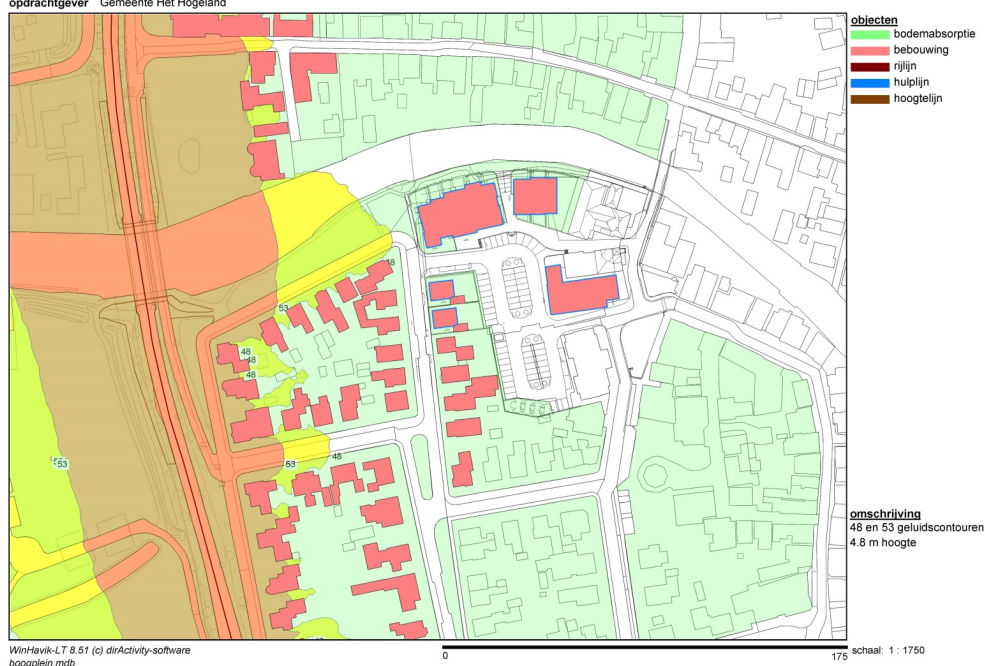 opdrachtgever Gemeente Het Hogeland
objecten
bodemabsorptie
bebouwing
rijlijn
hulplijn
hoogtelijn
48
53
48
48
48
53
48
53
omschrijving
48 en 53 geluidscontouren
4.8 m hoogte
WinHavik-LT 8.51 (c) dirActivity-software
boogplein.mdb
0
175
schaal: 1 : 1750